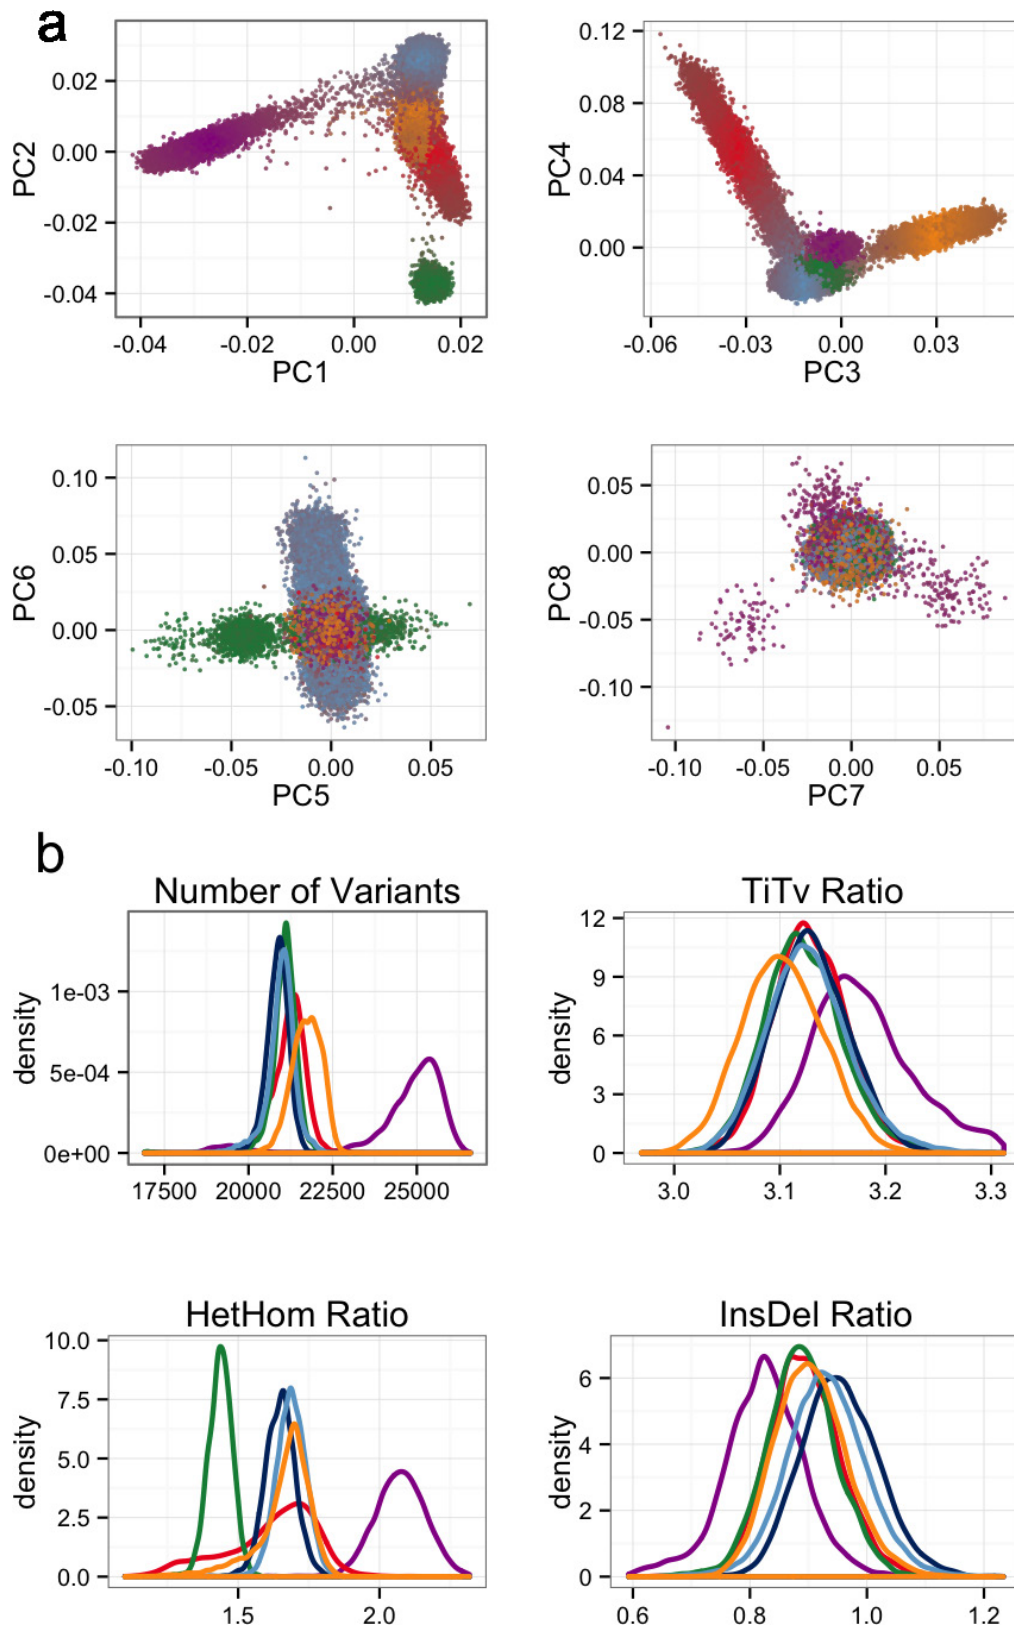 a
0.02
0.00
-0.02
-0.04
PC2
-0.04 -0.02 0.00 0.02
PC1
0.12
0.08
0.04
0.00
PC4
-0.06 -0.03 0.00 0.03
PC3
0.10
0.05
0.00
-0.05
PC6
-0.10 -0.05 0.00 0.05
PC5
0.05
0.00
-0.05
-0.10
PC8
-0.10 -0.05 0.00 0.05
PC7
b
Number of Variants
1e-03
5e-04
0e+00
density
17500 20000 22500 25000
TiTv Ratio
12
9
6
3
0
density
3.0 3.1 3.2 3.3
HetHom Ratio
10.0
7.5
5.0
2.5
0.0
density
1.5 2.0
InsDel Ratio
6
4
2
0
density
0.6 0.8 1.0 1.2